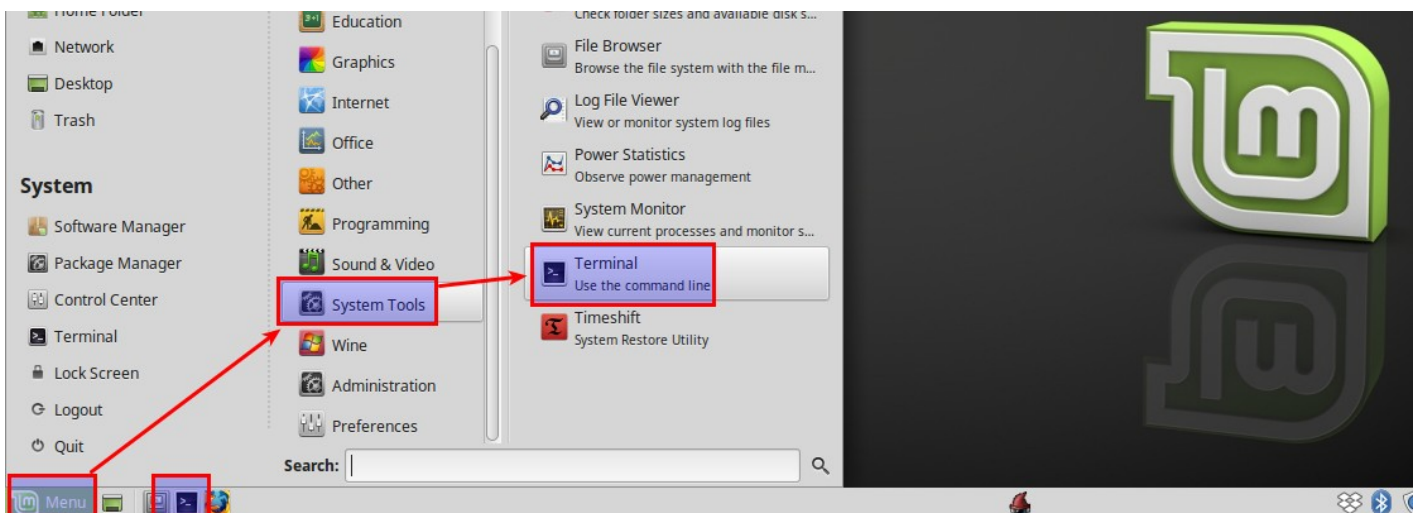 Home Folder
Network
Desktop
Trash
System
Software Manager
Package Manager
Control Center
Terminal
Lock Screen
Logout
Quit
Education
Graphics
Internet
Office
Other
Programming
Sound & Video
System Tools
Wine
Administration
Preferences
Check folder sizes and available disk s...
File Browser
Browse the file system with the file m...
Log File Viewer
View or monitor system log files
Power Statistics
Observe power management
System Monitor
View current processes and monitor s...
Terminal
Use the command line
Timeshift
System Restore Utility
Search:
Menu